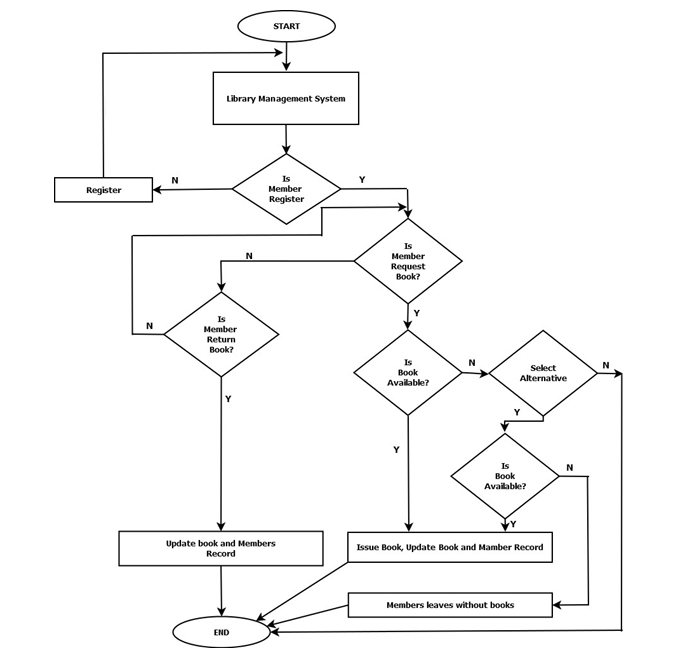 START
Library Management System
Is
Member
Register
N
Y
Register
Is
Member
Request
Book?
N
Y
Is
Member
Return
Book?
N
Y
Is
Book
Available?
N
Y
Select
Alternative
N
Y
Is
Book
Available?
N
Y
Update book and Members
Record
Issue Book, Update Book and Mamber Record
Members leaves without books
END